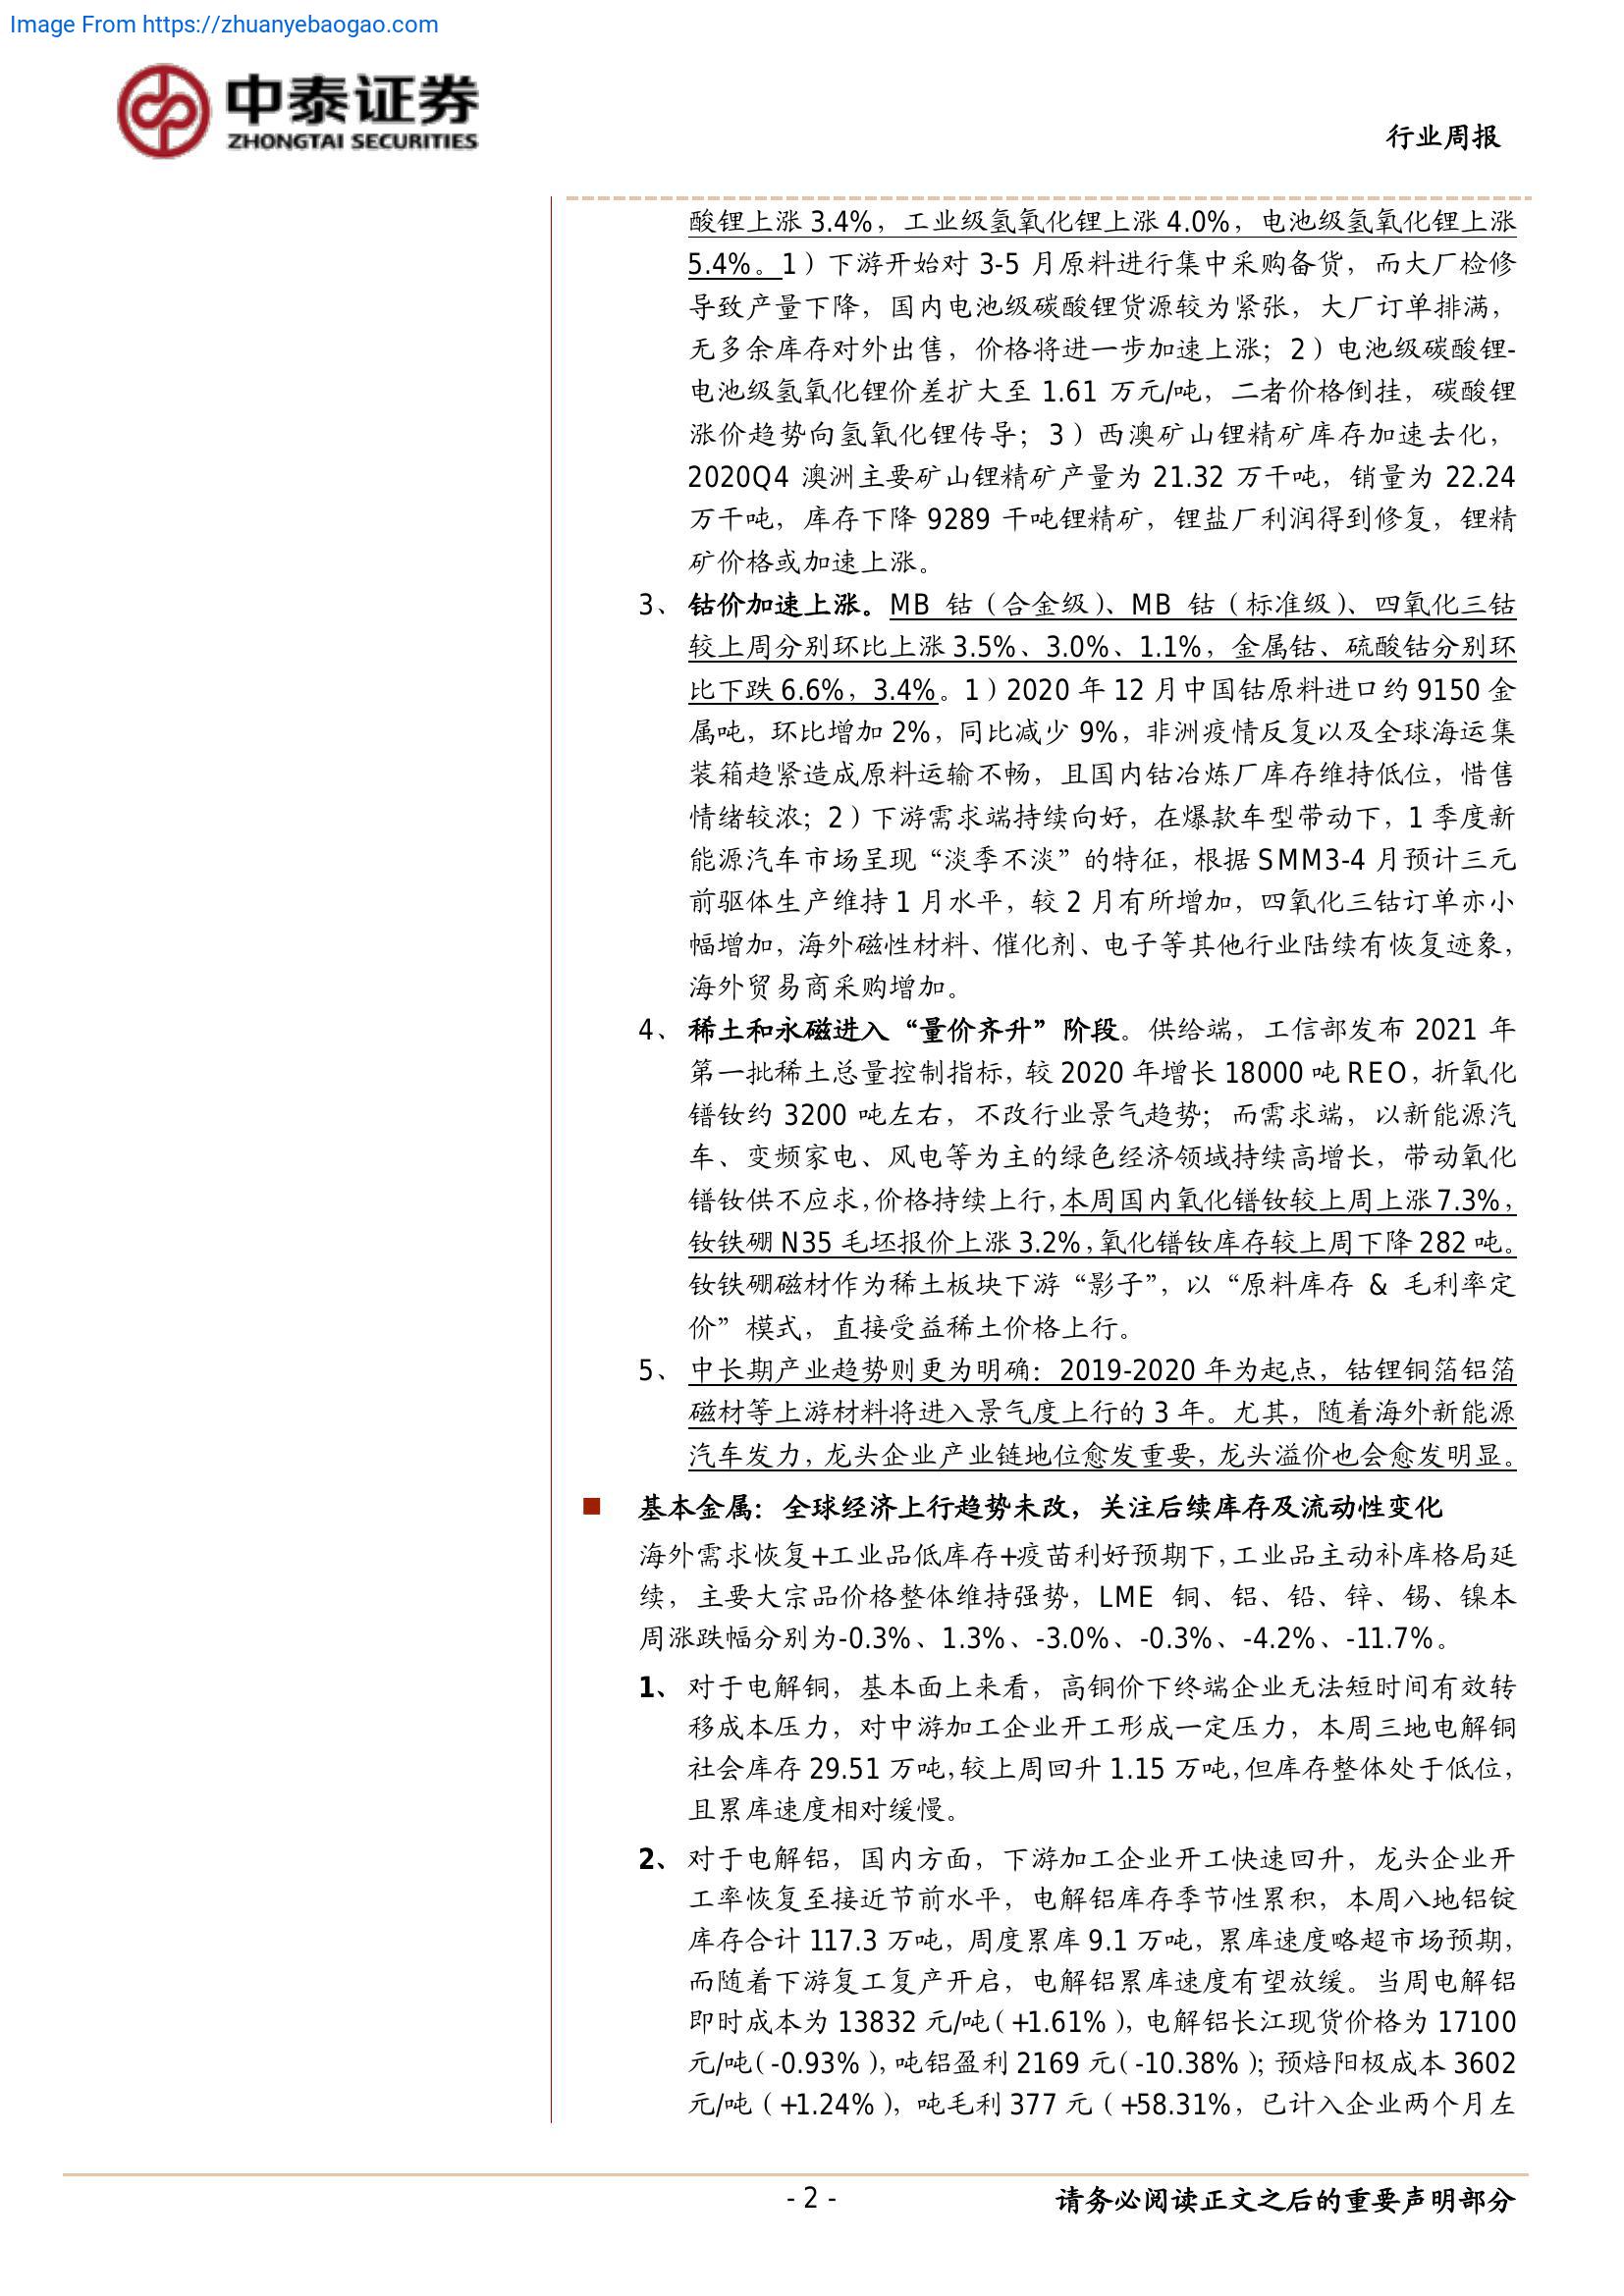 Image From https://zhuanyebaogao.com
中泰证券
ZHONGTAI SECURITIES
行业周报
酸锂上涨 3.4%，工业级氢氧化锂上涨 4.0%，电池级氢氧化锂上涨
5.4%。1）下游开始对 3-5 月原料进行集中采购备货，而大厂检修
导致产量下降，国内电池级碳酸锂货源较为紧张，大厂订单排满，
无多余库存对外出售，价格将进一步加速上涨；2）电池级碳酸锂-
电池级氢氧化锂价差扩大至 1.61 万元/吨，二者价格倒挂，碳酸锂
涨价趋势向氢氧化锂传导；3）西澳矿山锂精矿库存加速去化，
2020Q4 澳洲主要矿山锂精矿产量为 21.32 万干吨，销量为 22.24
万干吨，库存下降 9289 干吨锂精矿，锂盐厂利润得到修复，锂精
矿价格或加速上涨。
3、钴价加速上涨。MB 钴（合金级）、MB 钴（标准级）、四氧化三钴
较上周分别环比上涨 3.5%、3.0%、1.1%，金属钴、硫酸钴分别环
比下跌 6.6%，3.4%。1）2020 年 12 月中国钴原料进口约 9150 金
属吨，环比增加 2%，同比减少 9%，非洲疫情反复以及全球海运集
装箱趋紧造成原料运输不畅，且国内钴冶炼厂库存维持低位，惜售
情绪较浓；2）下游需求端持续向好，在爆款车型带动下，1 季度新
能源汽车市场呈现“淡季不淡”的特征，根据 SMM3-4 月预计三元
前驱体生产维持 1 月水平，较 2 月有所增加，四氧化三钴订单亦小
幅增加，海外磁性材料、催化剂、电子等其他行业陆续有恢复迹象，
海外贸易商采购增加。
4、稀土和永磁进入“量价齐升”阶段。供给端，工信部发布 2021 年
第一批稀土总量控制指标，较 2020 年增长 18000 吨 REO，折氧化
镨钕约 3200 吨左右，不改行业景气趋势；而需求端，以新能源汽
车、变频家电、风电等为主的绿色经济领域持续高增长，带动氧化
镨钕供不应求，价格持续上行，本周国内氧化镨钕较上周上涨 7.3%，
钕铁硼 N35 毛坯报价上涨 3.2%，氧化镨钕库存较上周下降 282 吨。
钕铁硼磁材作为稀土板块下游“影子”，以“原料库存 & 毛利率定
价”模式，直接受益稀土价格上行。
5、中长期产业趋势则更为明确：2019-2020 年为起点，钴锂铜箔铝箔
磁材等上游材料将进入景气度上行的 3 年。尤其，随着海外新能源
汽车发力，龙头企业产业链地位愈发重要，龙头溢价也会愈发明显。
■ 基本金属：全球经济上行趋势未改，关注后续库存及流动性变化
海外需求恢复+工业品低库存+疫苗利好预期下，工业品主动补库格局延
续，主要大宗品价格整体维持强势，LME 铜、铝、铅、锌、锡、镍本
周涨跌幅分别为-0.3%、1.3%、-3.0%、-0.3%、-4.2%、-11.7%。
1、对于电解铜，基本面上来看，高铜价下终端企业无法短时间有效转
移成本压力，对中游加工企业开工形成一定压力，本周三地电解铜
社会库存 29.51 万吨，较上周回升 1.15 万吨，但库存整体处于低位，
且累库速度相对缓慢。
2、对于电解铝，国内方面，下游加工企业开工快速回升，龙头企业开
工率恢复至接近节前水平，电解铝库存季节性累积，本周八地铝锭
库存合计 117.3 万吨，周度累库 9.1 万吨，累库速度略超市场预期，
而随着下游复工复产开启，电解铝累库速度有望放缓。当周电解铝
即时成本为 13832 元/吨（+1.61%），电解铝长江现货价格为 17100
元/吨（-0.93%），吨铝盈利 2169 元（-10.38%）；预焙阳极成本 3602
元/吨（+1.24%），吨毛利 377 元（+58.31%，已计入企业两个月左
- 2 -
请务必阅读正文之后的重要声明部分